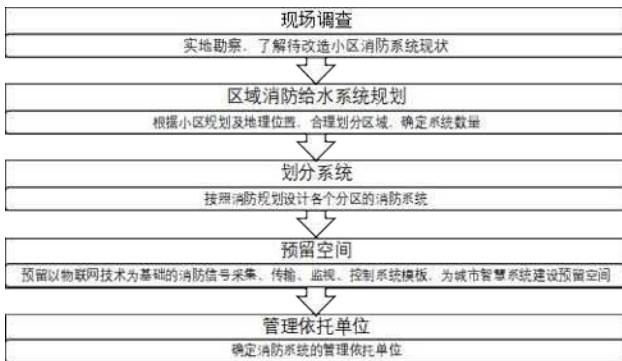 现场调查
实地勘察、了解待改造小区消防系统现状
区域消防给水系统规划
根据小区规划及地理位置、合理划分区域、确定系统数量
划分系统
按照消防规划设计各个分区的消防系统
预留空间
预留以物联网技术为基础的消防信号采集、传输、监视、控制系统模板、为城市智慧系统建设预留空间
管理依托单位
确定消防系统的管理依托单位